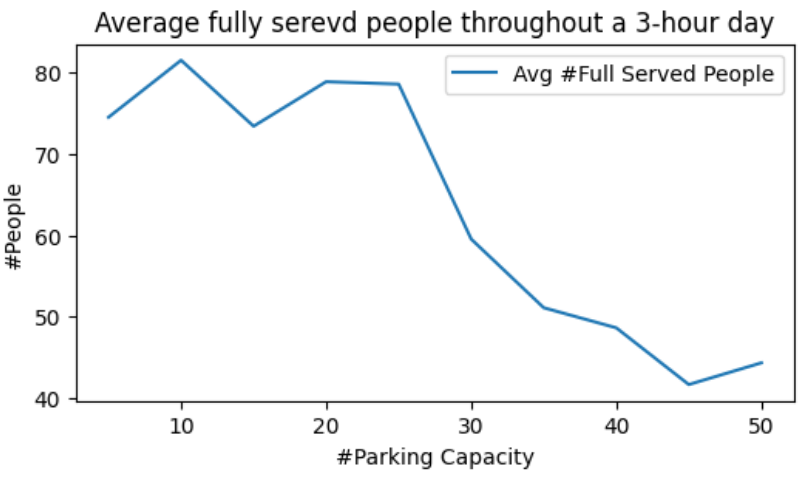 Average fully serevd people throughout a 3-hour day
Avg #Full Served People
80
70
60
50
40
#People
10 20 30 40 50
#Parking Capacity